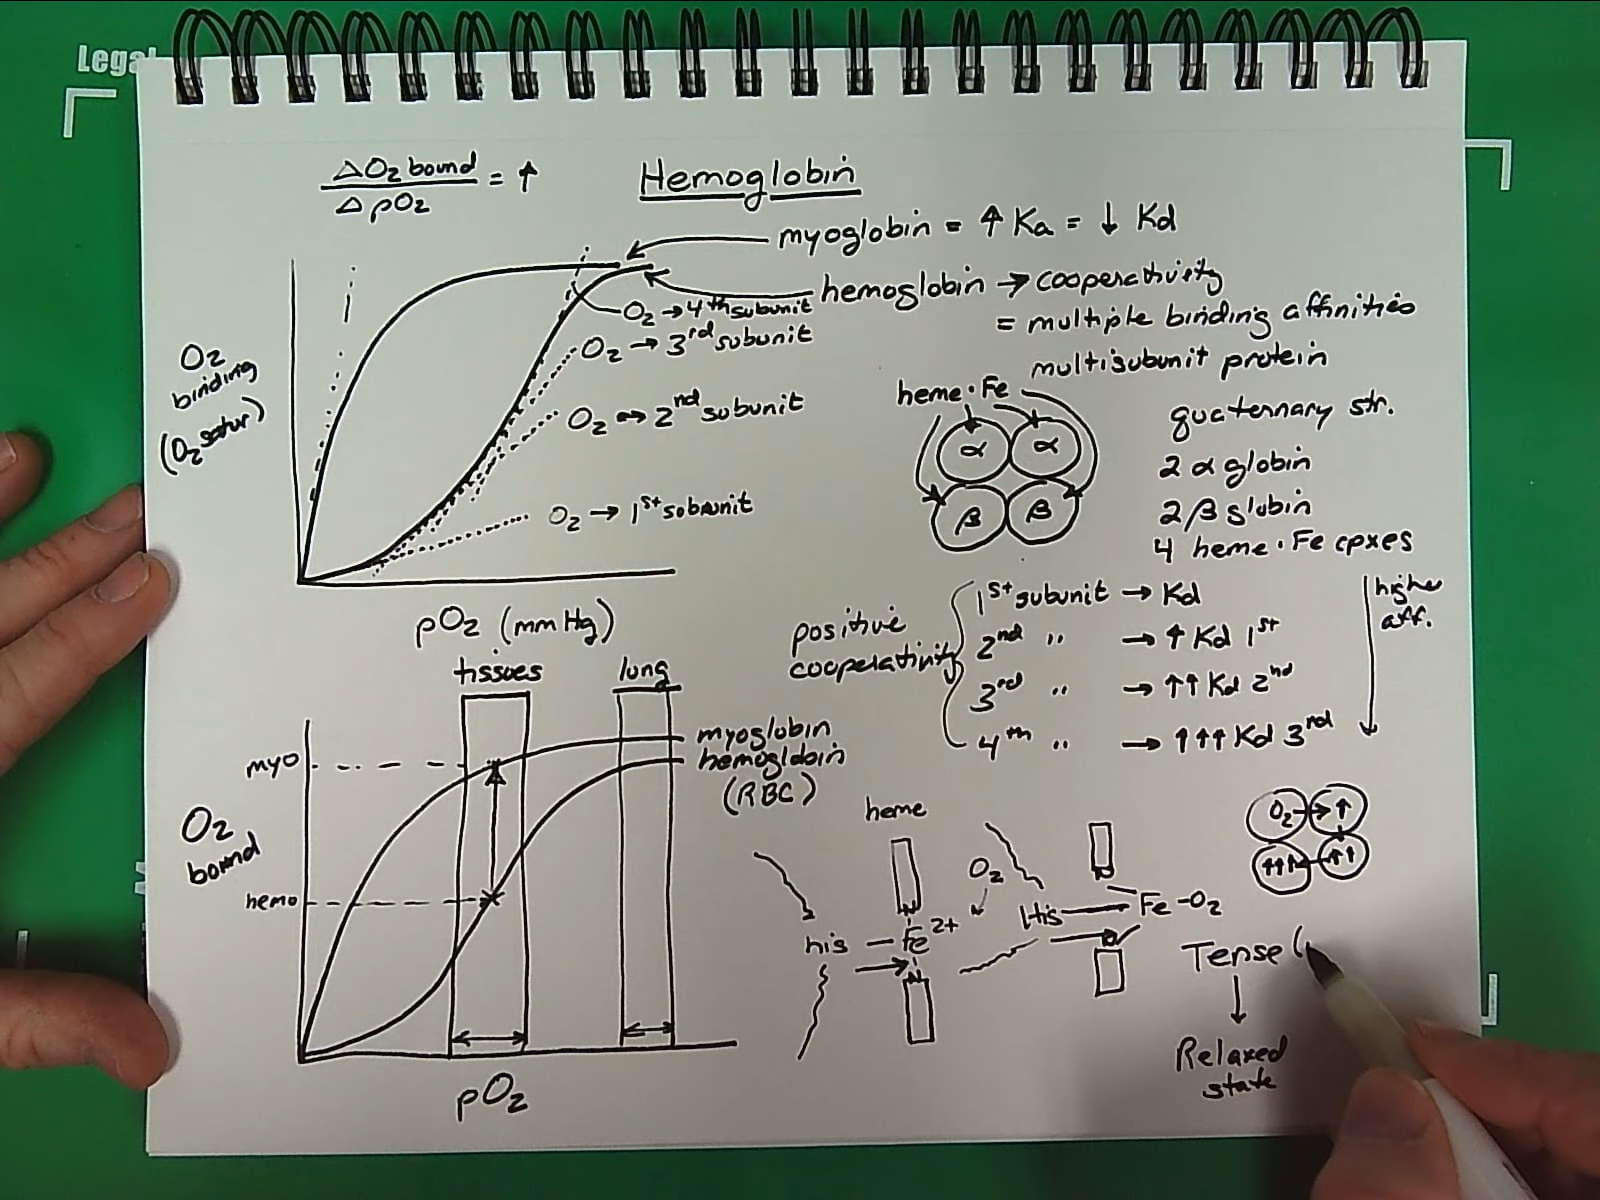 Legal
ΔO2 bound
ΔpO2
= ↑
Hemoglobin
myoglobin = ↑ Ka = ↓ Kd
hemoglobin → cooperativity
= multiple binding affinities
multisubunit protein
O2 → 4th subunit
O2 → 3rd subunit
O2 → 2nd subunit
O2 → 1st subunit
O2
binding
(O2 satur)
pO2 (mmHg)
heme·Fe
α α
β β
quaternary str.
2 α globin
2 β globin
4 heme·Fe cpxes
positive
cooperativity
1st subunit → Kd
2nd " → ↑ Kd 1st
3rd " → ↑↑ Kd 2nd
4th " → ↑↑↑ Kd 3rd
higher
aff.
tissues
lung
myoglobin
hemoglobin
(RBC)
myo
O2
bound
hemo
pO2
heme
his – Fe2+
N
N
O2
His
Fe-O2
O2 → ↑
↑↑↑ ↑↑
Tense (
↓
Relaxed
state